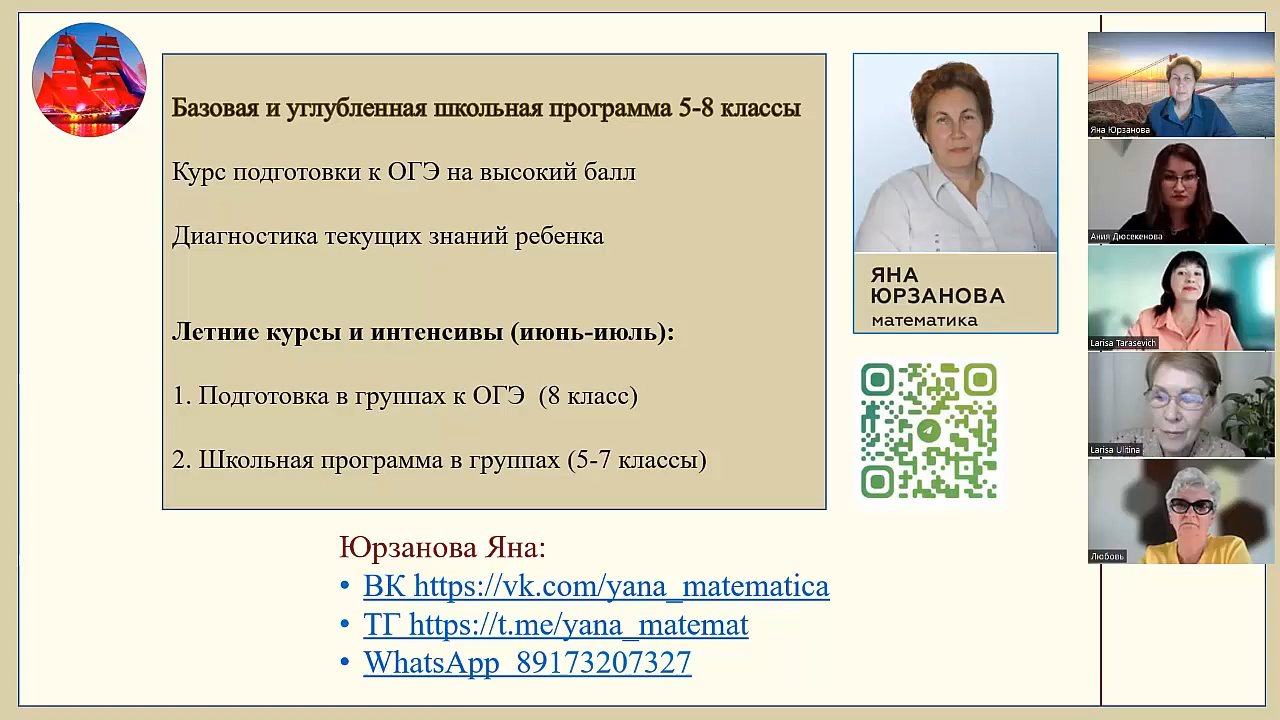 Базовая и углубленная школьная программа 5-8 классы
Курс подготовки к ОГЭ на высокий балл
Диагностика текущих знаний ребенка
Летние курсы и интенсивы (июнь-июль):
1. Подготовка в группах к ОГЭ (8 класс)
2. Школьная программа в группах (5-7 классы)
ЯНА
ЮРЗАНОВА
математика
Юрзанова Яна:
• ВК https://vk.com/yana_matematica
• ТГ https://t.me/yana_matemat
• WhatsApp 89173207327
Яна Юрзанова
Ания Дюсекенова
Larisa Tarasevich
Larisa Ulitina
Любовь